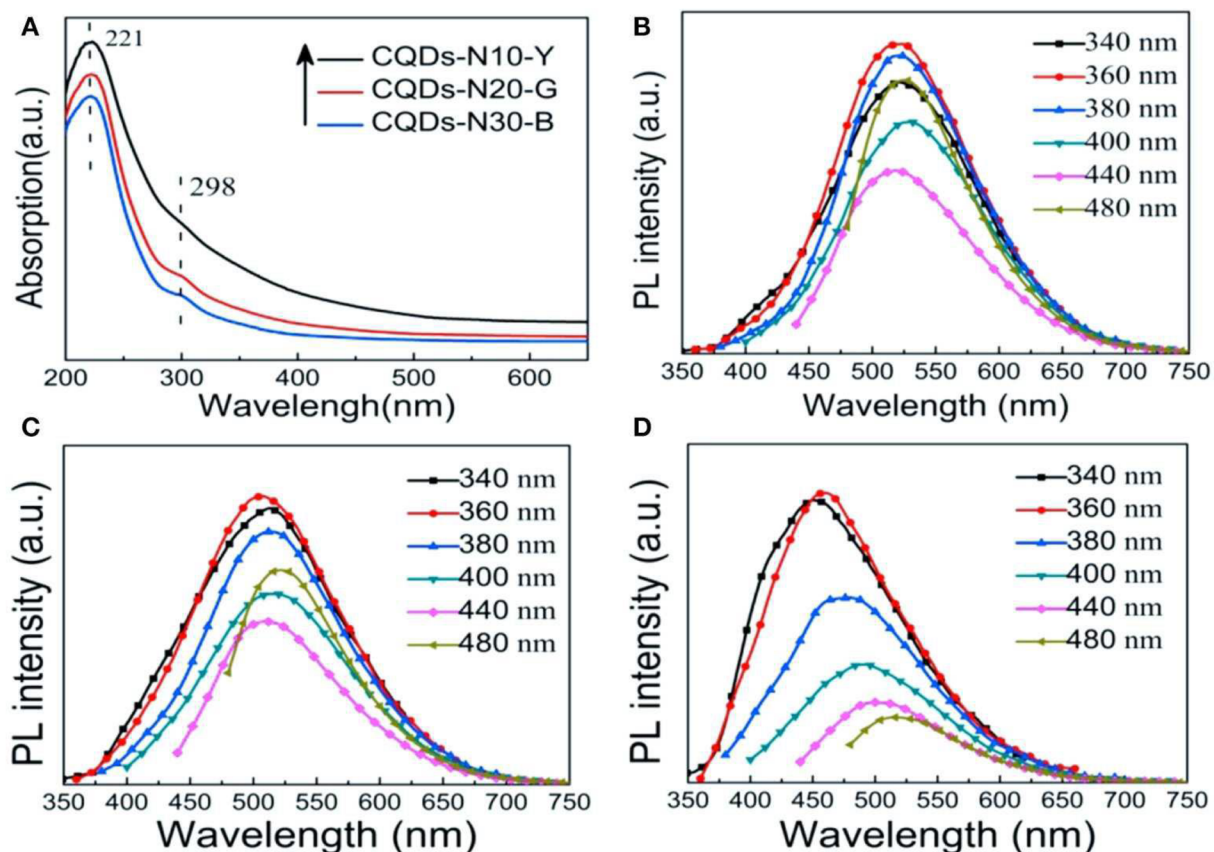 A
221
CQDs-N10-Y
CQDs-N20-G
CQDs-N30-B
298
Absorption(a.u.)
200 300 400 500 600
Wavelengh(nm)
B
340 nm
360 nm
380 nm
400 nm
440 nm
480 nm
PL intensity (a.u.)
350 400 450 500 550 600 650 700 750
Wavelength (nm)
C
340 nm
360 nm
380 nm
400 nm
440 nm
480 nm
PL intensity (a.u.)
350 400 450 500 550 600 650 700 750
Wavelength (nm)
D
340 nm
360 nm
380 nm
400 nm
440 nm
480 nm
PL intensity (a.u.)
350 400 450 500 550 600 650 700 750
Wavelength (nm)